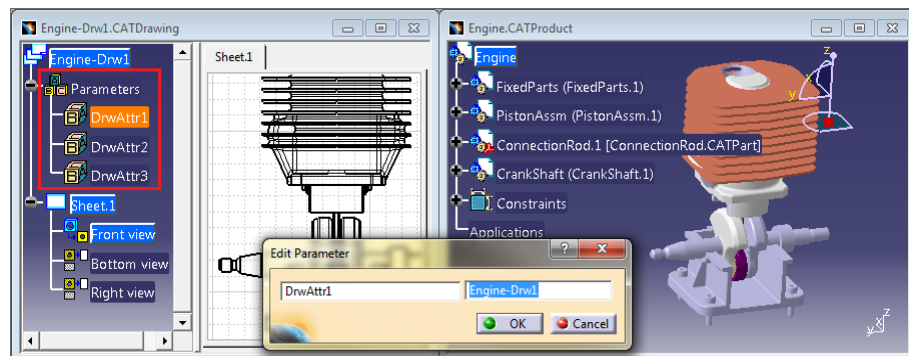 Engine-Drw1.CATDrawing
Engine-Drw1
Parameters
DrwAttr1
DrwAttr2
DrwAttr3
Sheet.1
Front view
Bottom view
Right view
Sheet.1
Engine.CATProduct
Engine
FixedParts (FixedParts.1)
PistonAssm (PistonAssm.1)
ConnectionRod.1 [ConnectionRod.CATPart]
CrankShaft (CrankShaft.1)
Constraints
Applications
z
x
y
z
x
y
Edit Parameter
?
DrwAttr1
Engine-Drw1
OK
Cancel